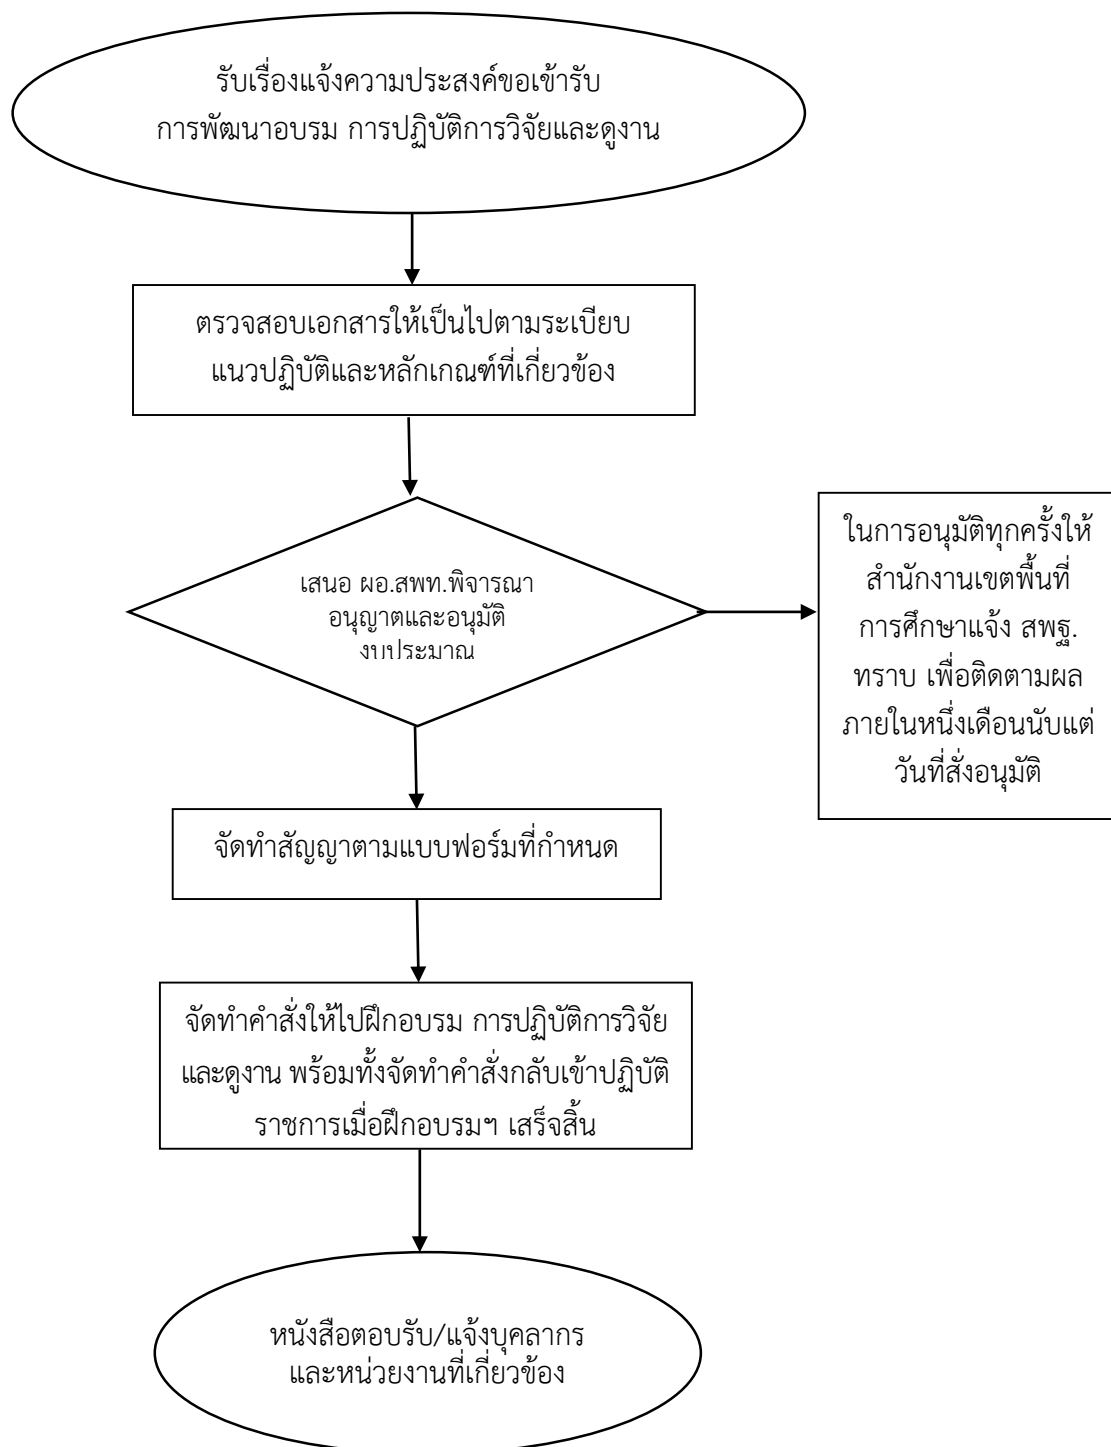 รับเรื่องแจ้งความประสงค์ขอเข้ารับ
การพัฒนาอบรม การปฏิบัติการวิจัยและดูงาน
ตรวจสอบเอกสารให้เป็นไปตามระเบียบ
แนวปฏิบัติและหลักเกณฑ์ที่เกี่ยวข้อง
เสนอ ผอ.สพท.พิจารณา
อนุญาตและอนุมัติ
งบประมาณ
ในการอนุมัติทุกครั้งให้
สำนักงานเขตพื้นที่
การศึกษาแจ้ง สพฐ.
ทราบ เพื่อติดตามผล
ภายในหนึ่งเดือนนับแต่
วันที่สั่งอนุมัติ
จัดทำสัญญาตามแบบฟอร์มที่กำหนด
จัดทำคำสั่งให้ไปฝึกอบรม การปฏิบัติการวิจัย
และดูงาน พร้อมทั้งจัดทำคำสั่งกลับเข้าปฏิบัติ
ราชการเมื่อฝึกอบรมฯ เสร็จสิ้น
หนังสือตอบรับ/แจ้งบุคลากร
และหน่วยงานที่เกี่ยวข้อง